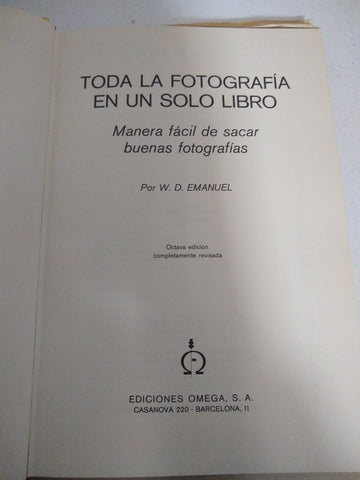 TODA LA FOTOGRAFÍA
EN UN SOLO LIBRO
Manera fácil de sacar
buenas fotografías
Por W. D. EMANUEL
Octava edición
completamente revisada
EDICIONES OMEGA, S. A.
CASANOVA 220 - BARCELONA, 11